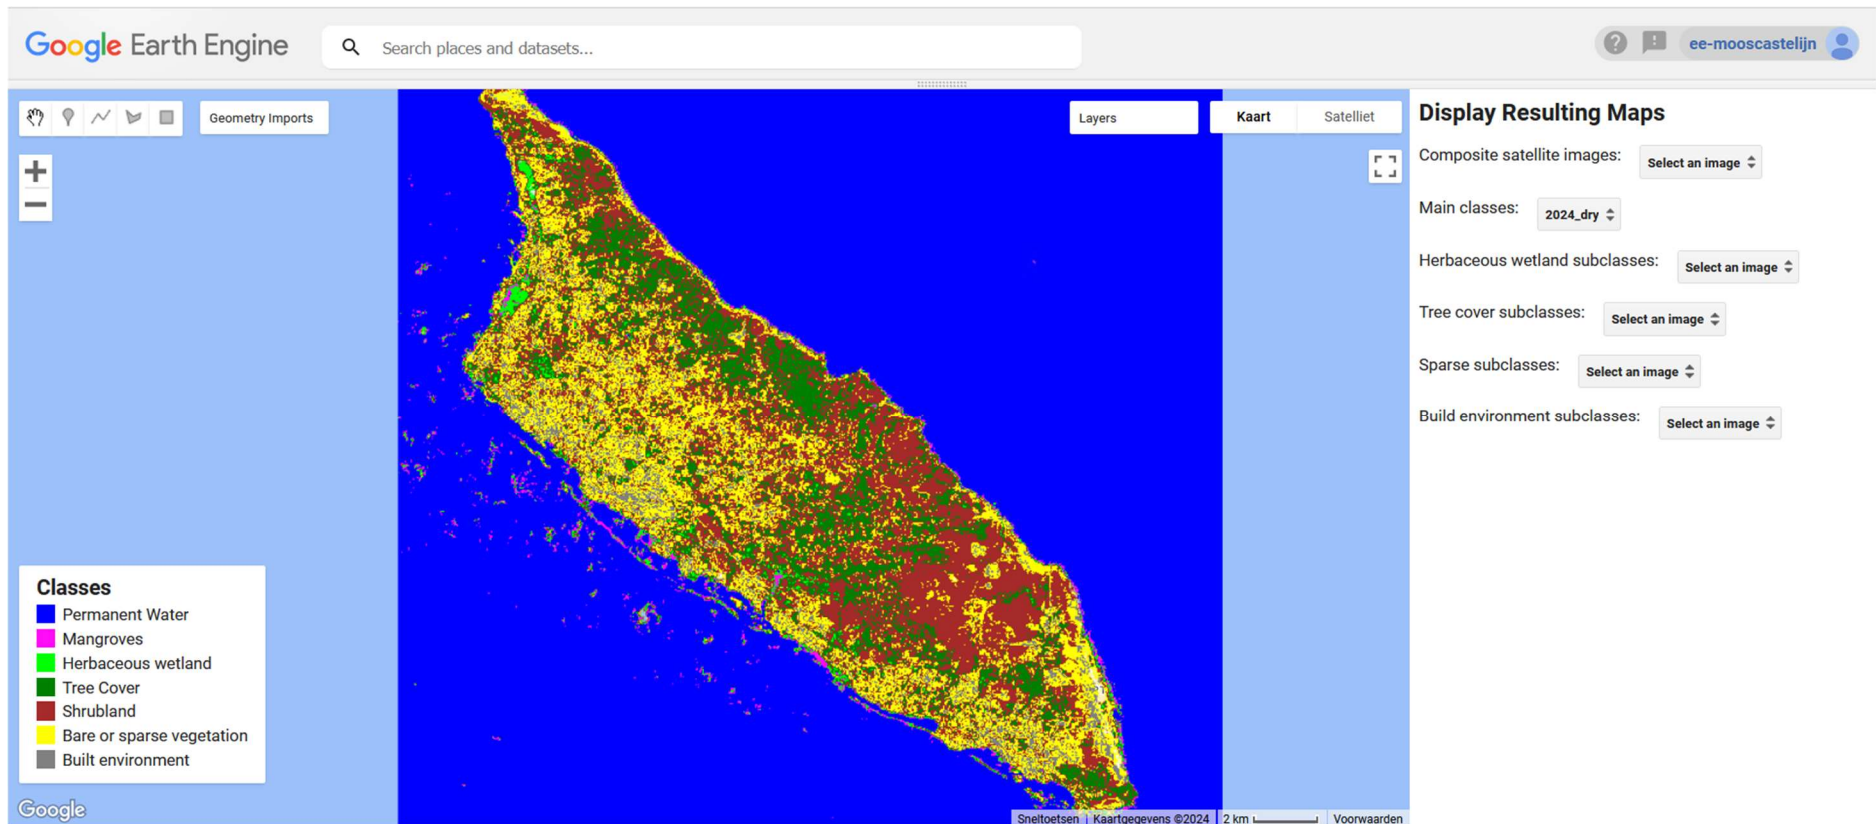 Google Earth Engine
Search places and datasets...
ee-mooscastelijn
Geometry Imports
Layers
Kaart
Satelliet
Display Resulting Maps
Composite satellite images:
Select an image
Main classes:
2024_dry
Herbaceous wetland subclasses:
Select an image
Tree cover subclasses:
Select an image
Sparse subclasses:
Select an image
Build environment subclasses:
Select an image
Classes
Permanent Water
Mangroves
Herbaceous wetland
Tree Cover
Shrubland
Bare or sparse vegetation
Built environment
Google
Sneltoetsen
Kaartgegevens ©2024
2 km
Voorwaarden